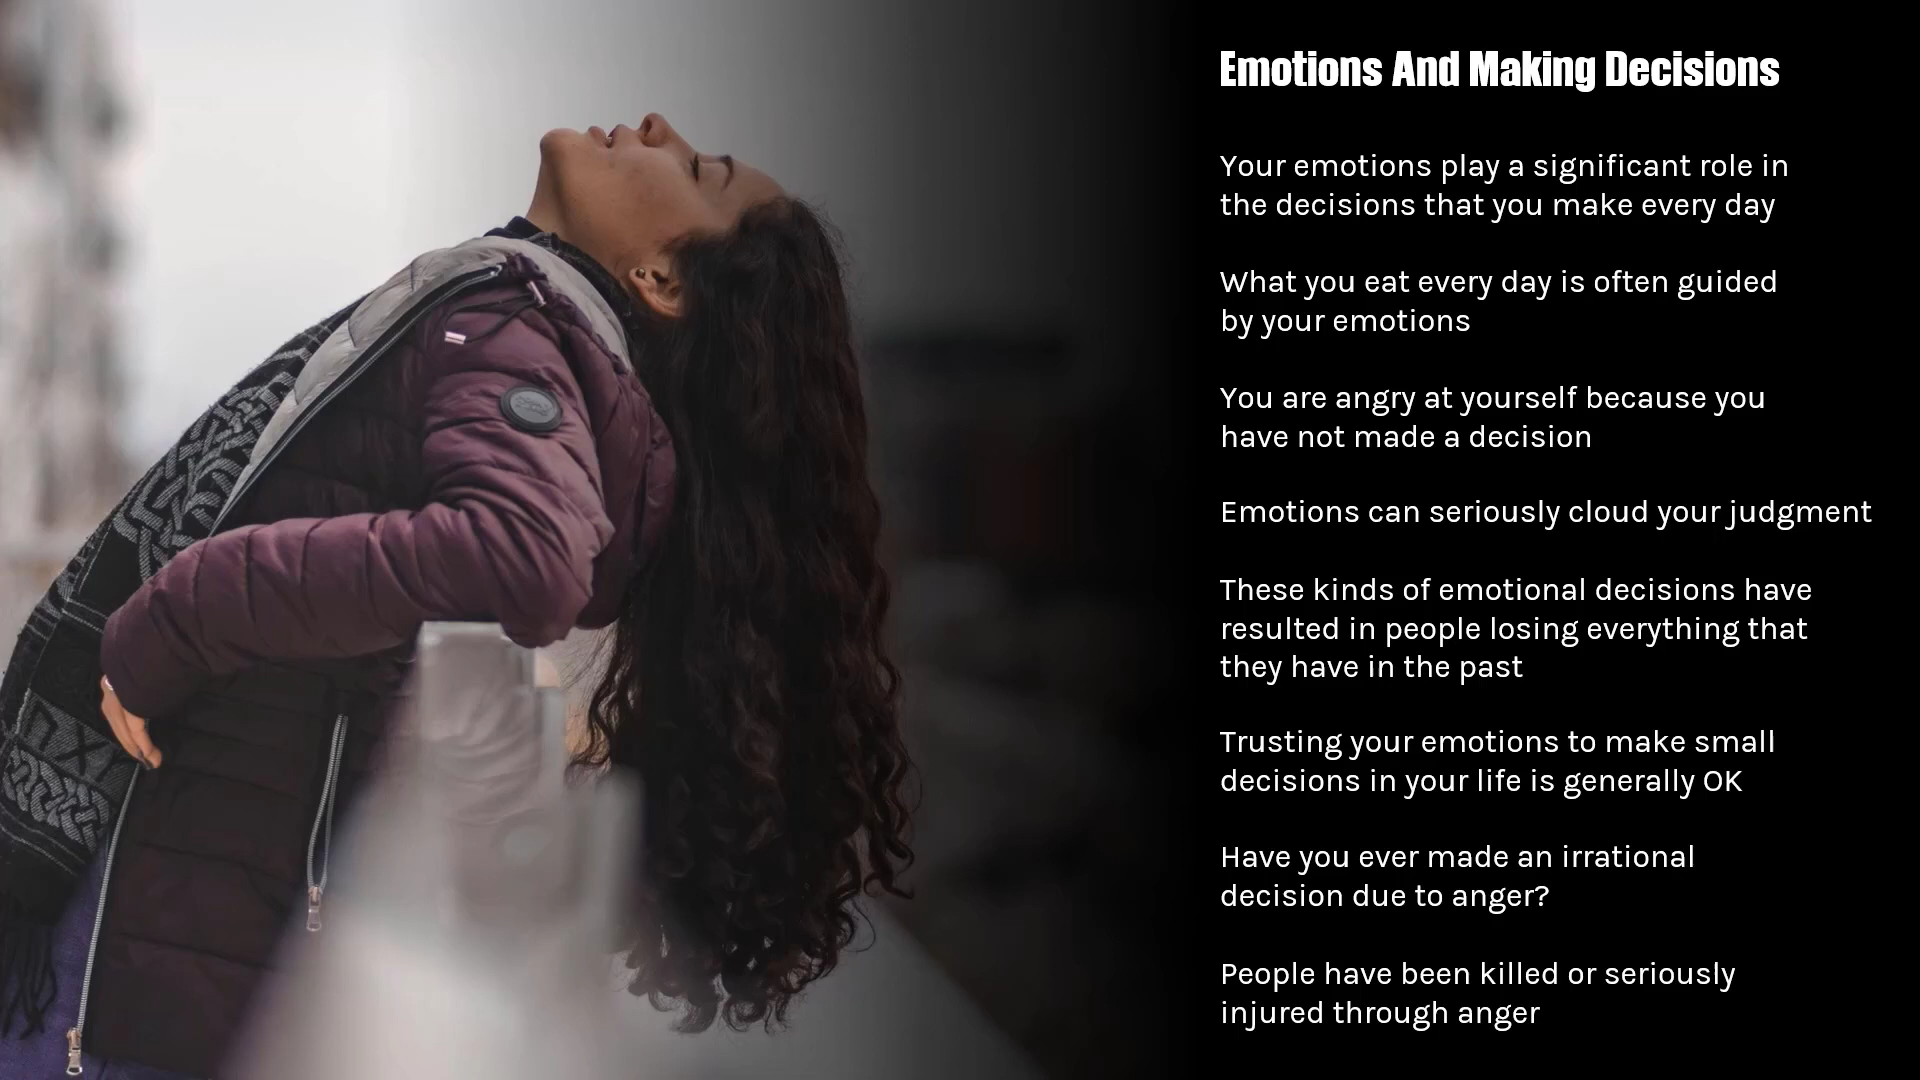 Emotions And Making Decisions
Your emotions play a significant role in
the decisions that you make every day
What you eat every day is often guided
by your emotions
You are angry at yourself because you
have not made a decision
Emotions can seriously cloud your judgment
These kinds of emotional decisions have
resulted in people losing everything that
they have in the past
Trusting your emotions to make small
decisions in your life is generally OK
Have you ever made an irrational
decision due to anger?
People have been killed or seriously
injured through anger